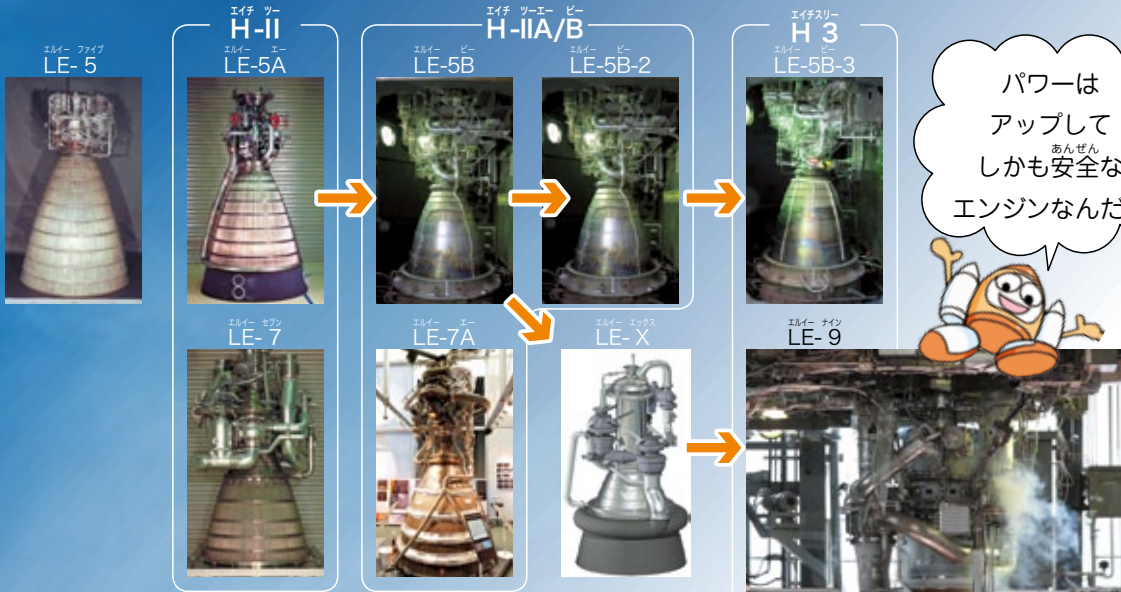 エイチ ツー
H-II
エイチ ツーエー ビー
H-IIA/B
エイチスリー
H 3
エルイー ファイブ
LE- 5
エルイー エー
LE-5A
エルイー ビー
LE-5B
エルイー ビー
LE-5B-2
エルイー ビー
LE-5B-3
パワーは
アップして
あんぜん
しかも安全な
エンジンなんだ
エルイー セブン
LE- 7
エルイー エー
LE-7A
エルイー エックス
LE- X
エルイー ナイン
LE- 9
8